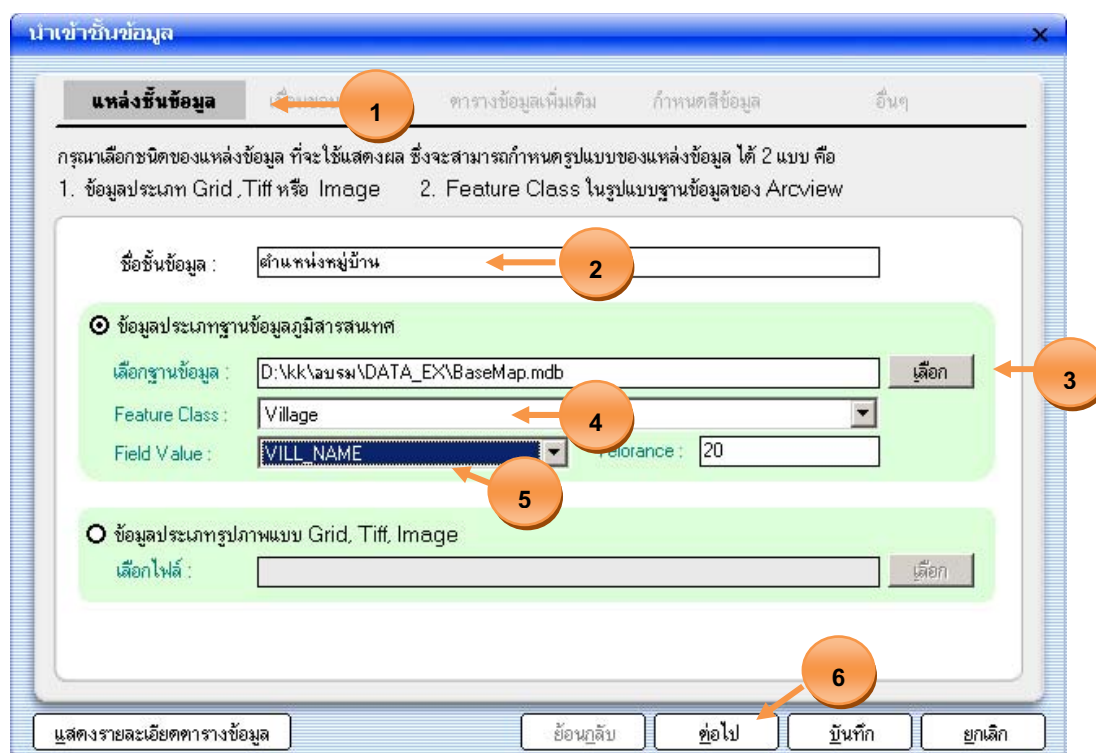 นำเข้าชั้นข้อมูล
แหล่งชั้นข้อมูล ตารางข้อมูลเพิ่มเติม กำหนดสีข้อมูล อื่นๆ
1
กรุณาเลือกชนิดของแหล่งข้อมูล ที่จะใช้แสดงผล ซึ่งจะสามารถกำหนดรูปแบบของแหล่งข้อมูล ได้ 2 แบบ คือ
1. ข้อมูลประเภท Grid ,Tiff หรือ Image 2. Feature Class ในรูปแบบฐานข้อมูลของ Arcview
ชื่อชั้นข้อมูล : ตำแหน่งหมู่บ้าน 2
ข้อมูลประเภทฐานข้อมูลภูมิสารสนเทศ
เลือกฐานข้อมูล : D:\kk\อบรม\DATA_EX\BaseMap.mdb เลือก 3
Feature Class : Village 4
Field Value : VILL_NAME elorance : 20
5
ข้อมูลประเภทรูปภาพแบบ Grid, Tiff, Image
เลือกไฟล์ : เลือก
6
แสดงรายละเอียดตารางข้อมูล ย้อนกลับ ต่อไป บันทึก ยกเลิก